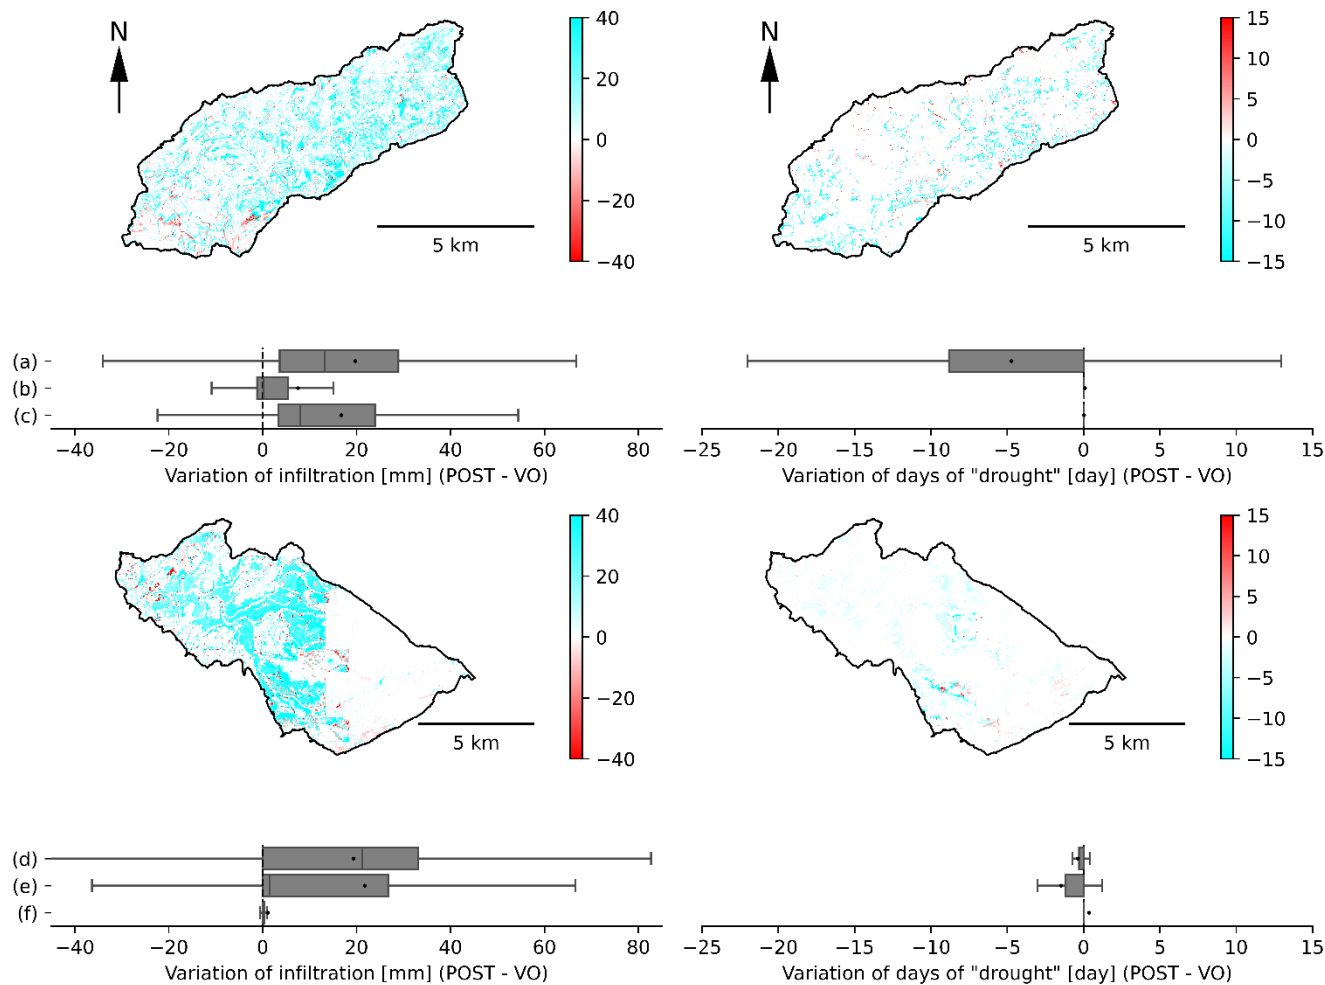 N
40
20
0
−20
−40
5 km
N
15
10
5
0
−5
−10
−15
5 km
(a)
(b)
(c)
−40 −20 0 20 40 60 80
Variation of infiltration [mm] (POST - VO)
−25 −20 −15 −10 −5 0 5 10 15
Variation of days of "drought" [day] (POST - VO)
40
20
0
−20
−40
5 km
15
10
5
0
−5
−10
−15
5 km
(d)
(e)
(f)
−40 −20 0 20 40 60 80
Variation of infiltration [mm] (POST - VO)
−25 −20 −15 −10 −5 0 5 10 15
Variation of days of "drought" [day] (POST - VO)